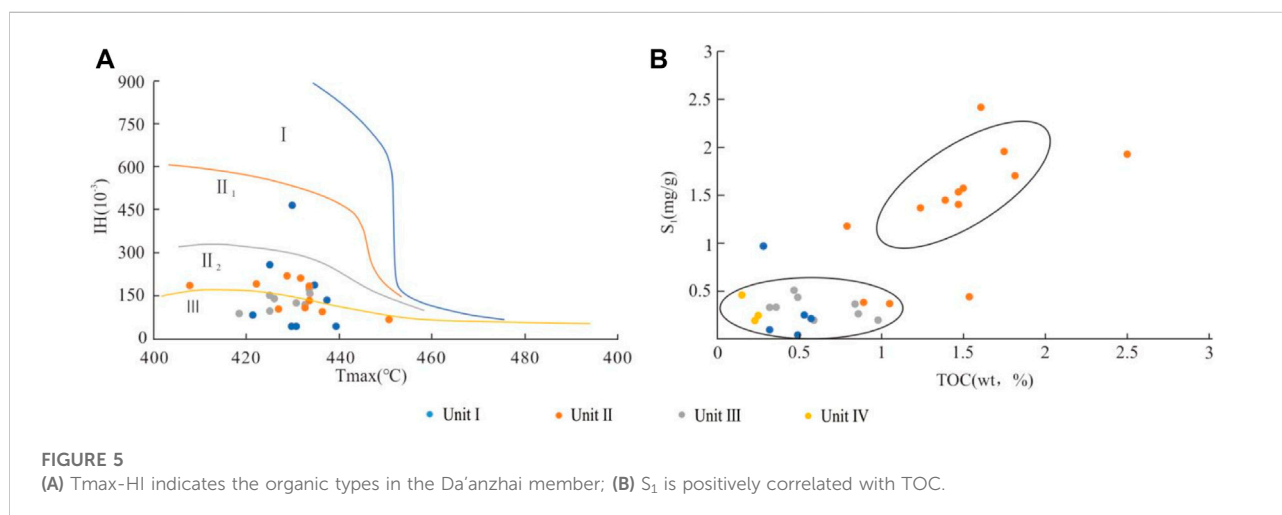 A
B
900
750
600
450
300
150
0
IH(10⁻³)
I
II₁
II₂
III
400 420 440 460 480 500 400
Tmax(°C)
3
2.5
2
1.5
1
0.5
S₁(mg/g)
0 0.5 1 1.5 2 2.5 3
TOC(wt, %)
Unit I Unit II Unit III Unit IV
FIGURE 5
(A) Tmax-HI indicates the organic types in the Da'anzhai member; (B) S₁ is positively correlated with TOC.